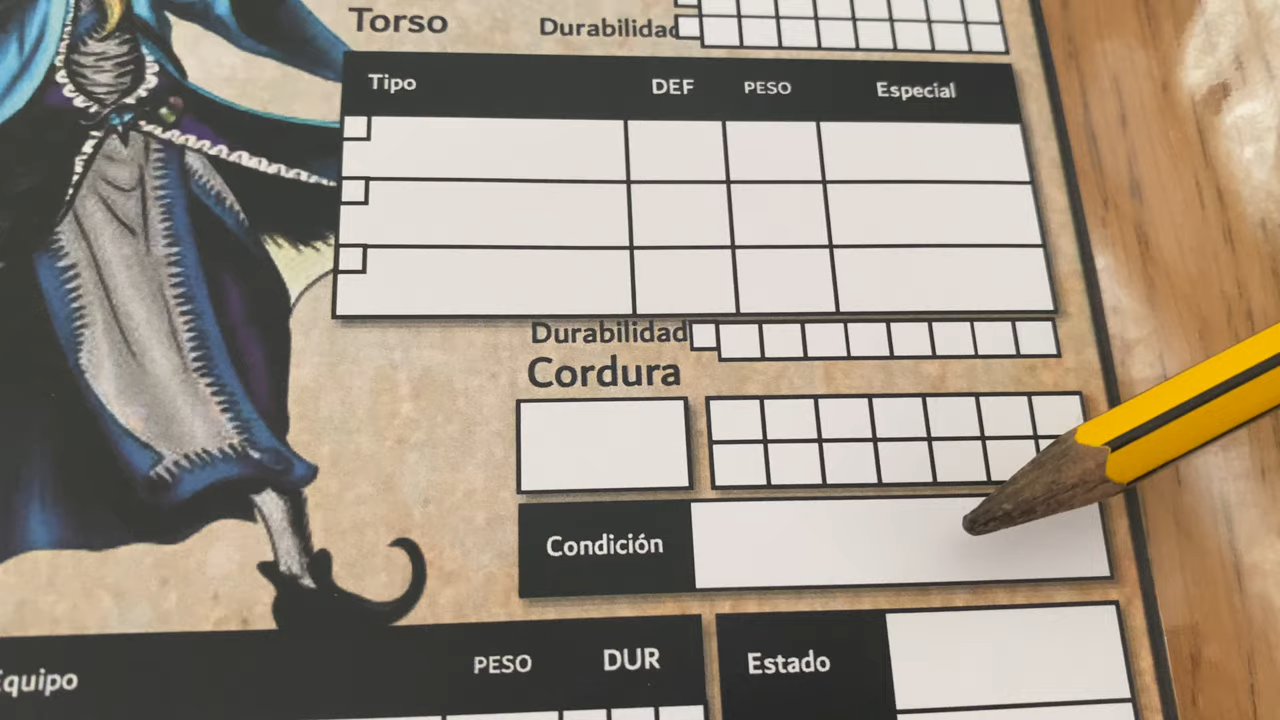 Torso Durabilidad
Tipo DEF PESO Especial
Durabilidad
Cordura
Condición
Equipo PESO DUR Estado